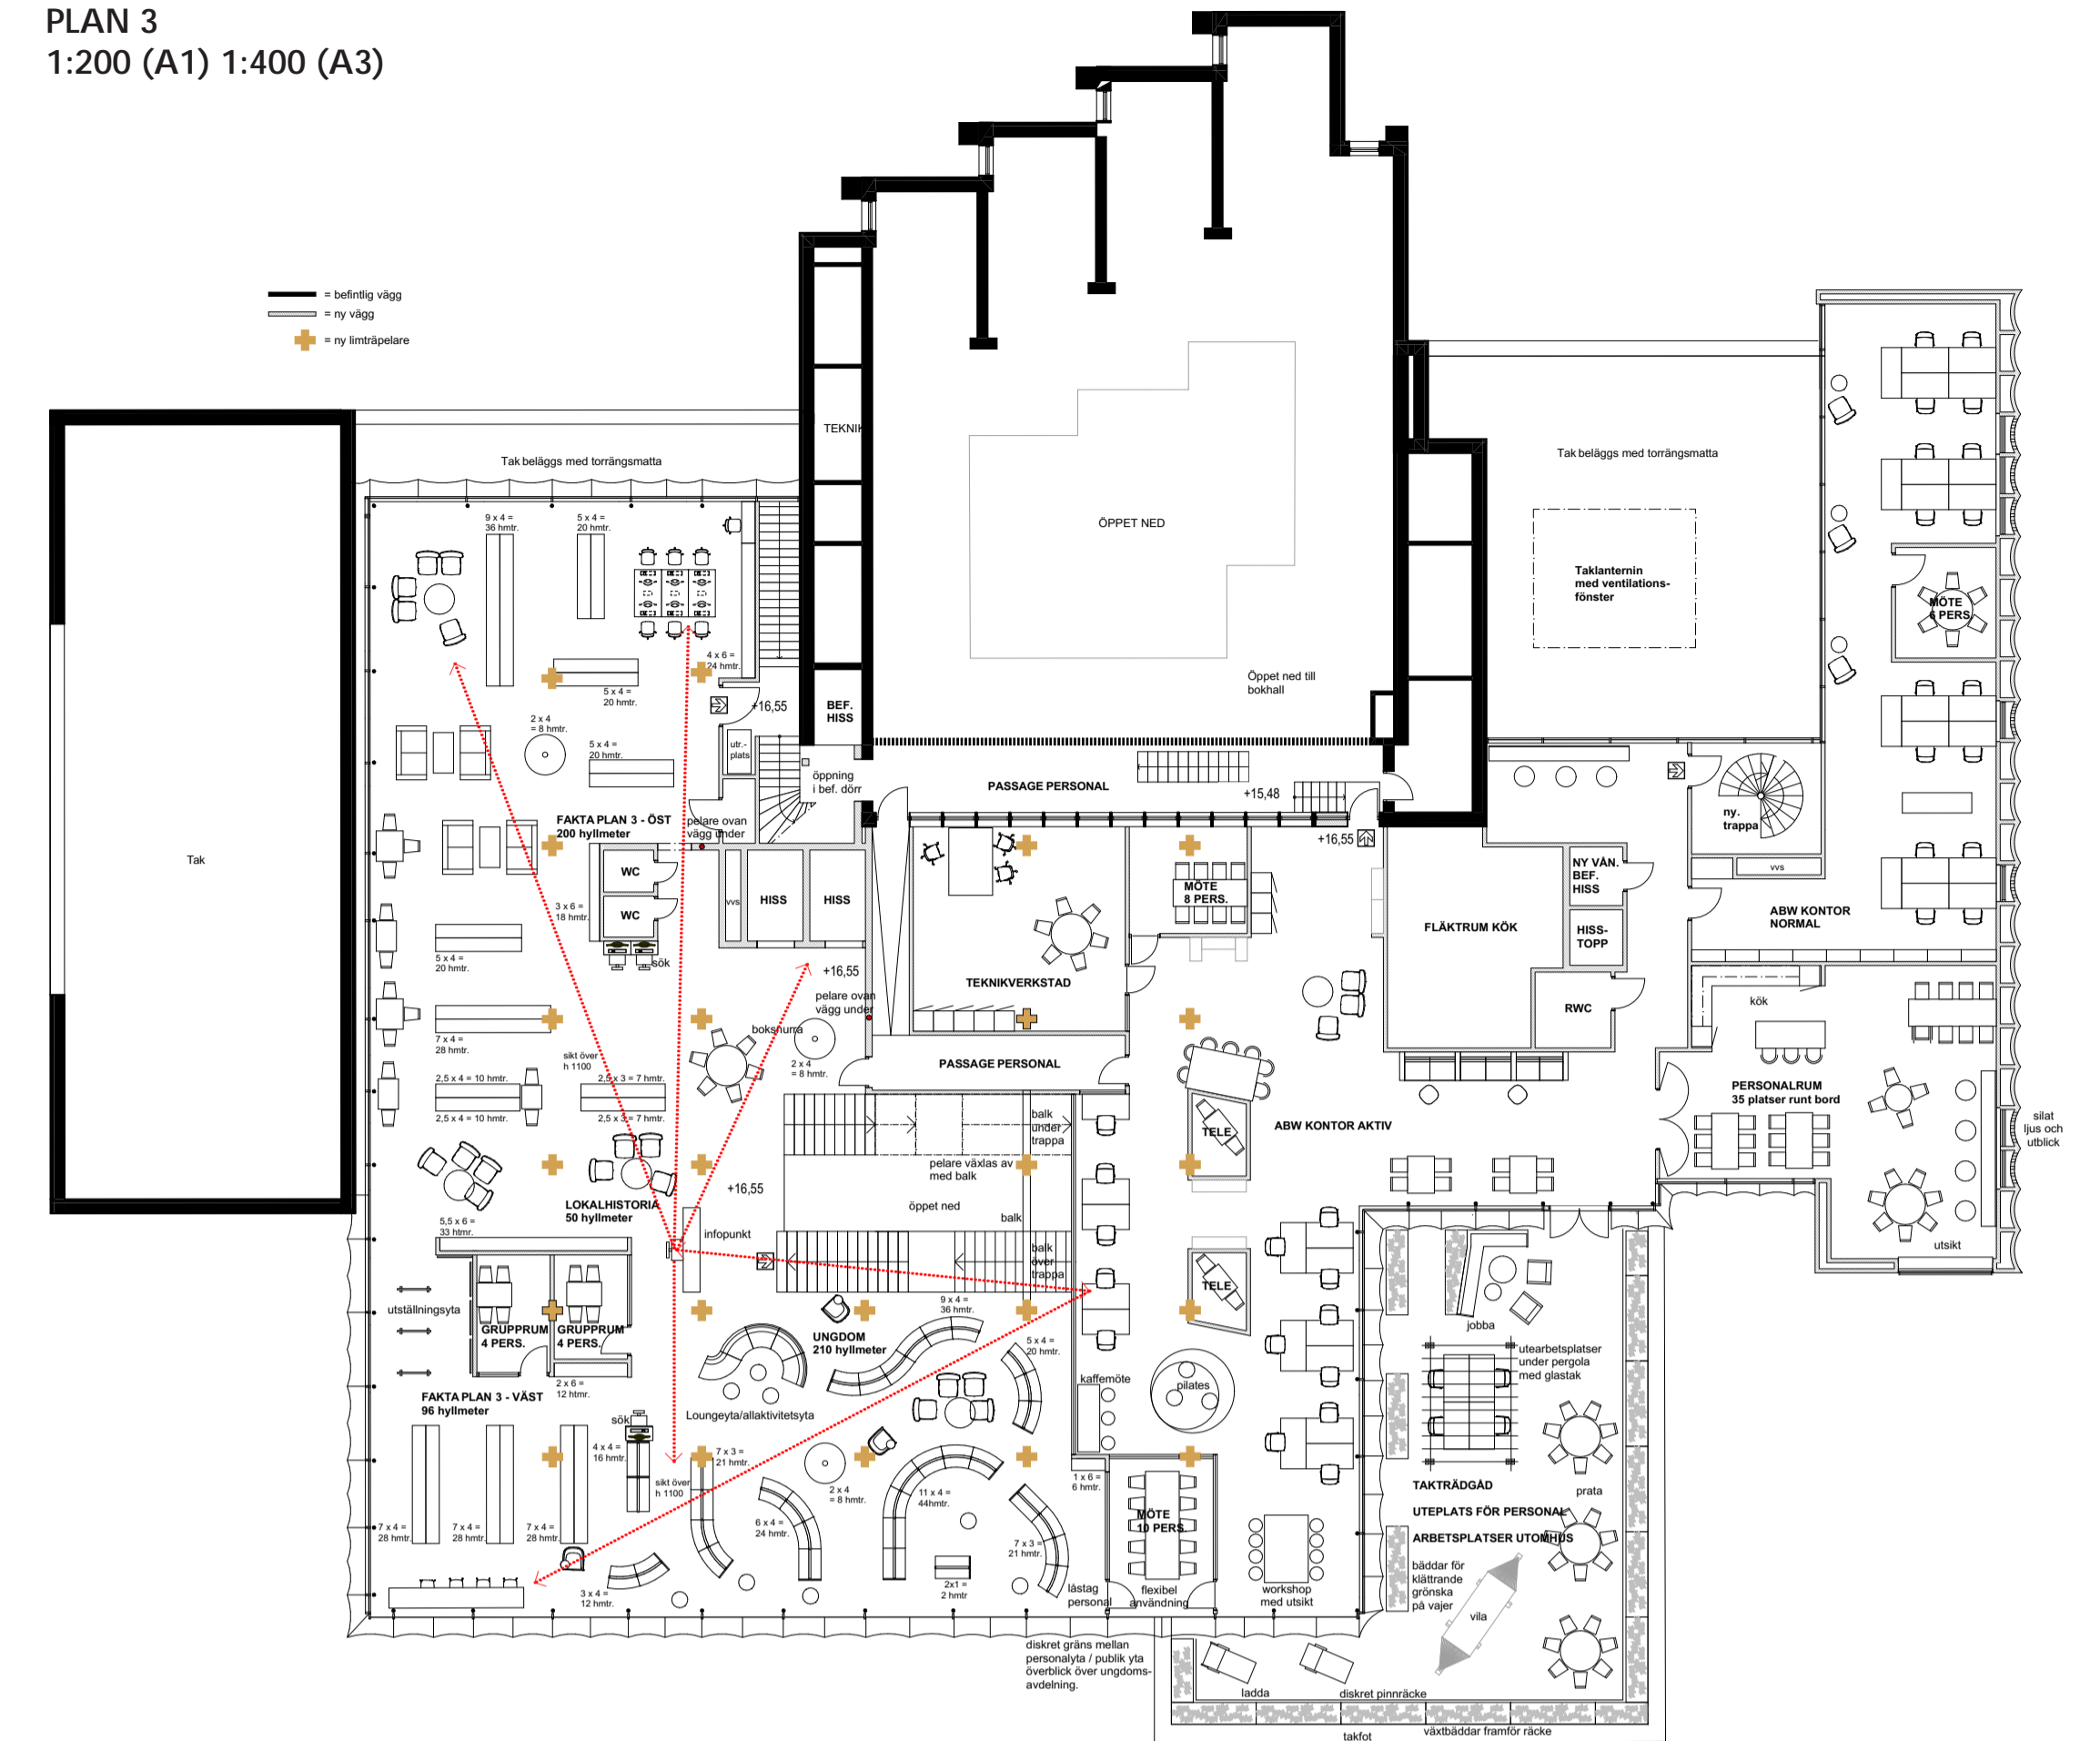 PLAN 3
1:200 (A1) 1:400 (A3)
= befintlig vägg
= ny vägg
= ny limträpelare
TEKNIK
Tak beläggs med torrängsmatta
Tak beläggs med torrängsmatta
9 x 4 =
36 hmtr.
5 x 4 =
20 hmtr.
ÖPPET NED
Taklanternin
med ventilations-
fönster
MÖTE
6 PERS.
4 x 6 =
24 hmtr.
5 x 4 =
20 hmtr.
Öppet ned till
bokhall
+16,55
BEF.
HISS
2 x 4
= 8 hmtr.
5 x 4 =
20 hmtr.
utr.-
plats
öppning
i bef. dörr
PASSAGE PERSONAL
+15,48
ny.
trappa
FAKTA PLAN 3 - ÖST
200 hyllmeter
pelare ovan
vägg under
+16,55
Tak
WC
WC
vvs
HISS
HISS
MÖTE
8 PERS.
NY VÅN.
BEF.
HISS
vvs
3 x 6 =
18 hmtr.
FLÄKTRUM KÖK
HISS-
TOPP
ABW KONTOR
NORMAL
5 x 4 =
20 hmtr.
sök
+16,55
TEKNIKVERKSTAD
pelare ovan
vägg under
RWC
kök
boksnurra
7 x 4 =
28 hmtr.
sikt över
h 1100
2 x 4
= 8 hmtr.
PASSAGE PERSONAL
2,5 x 4 = 10 hmtr.
2,5 x 3 = 7 hmtr.
PERSONALRUM
35 platser runt bord
2,5 x 4 = 10 hmtr.
2,5 x 3 = 7 hmtr.
balk
under
trappa
TELE
ABW KONTOR AKTIV
silat
ljus och
utblick
pelare växlas av
med balk
+16,55
LOKALHISTORIA
50 hyllmeter
öppet ned
balk
5,5 x 6 =
33 htmr.
infopunkt
balk
över
trappa
utsikt
TELE
utställningsyta
9 x 4 =
36 hmtr.
GRUPPRUM
4 PERS.
GRUPPRUM
4 PERS.
UNGDOM
210 hyllmeter
5 x 4 =
20 hmtr.
jobba
utearbetsplatser
under pergola
med glastak
2 x 6 =
12 htmr.
kaffemöte
pilates
FAKTA PLAN 3 - VÄST
96 hyllmeter
Loungeyta/allaktivitetsyta
sök
4 x 4 =
16 hmtr.
7 x 3 =
21 hmtr.
sikt över
h 1100
2 x 4
= 8 hmtr.
11 x 4 =
44hmtr.
1 x 6 =
6 hmtr.
TAKTRÄDGÅD
prata
UTEPLATS FÖR PERSONAL
ARBETSPLATSER UTOMHUS
MÖTE
10 PERS.
7 x 4 =
28 hmtr.
7 x 4 =
28 hmtr.
7 x 4 =
28 hmtr.
6 x 4 =
24 hmtr.
7 x 3 =
21 hmtr.
bäddar för
klättrande
grönska
på vajer
3 x 4 =
12 hmtr.
2x1 =
2 hmtr
låstag
personal
flexibel
användning
workshop
med utsikt
vila
diskret gräns mellan
personalyta / publik yta
överblick över ungdoms-
avdelning.
ladda
diskret pinnräcke
takfot
växtbäddar framför räcke